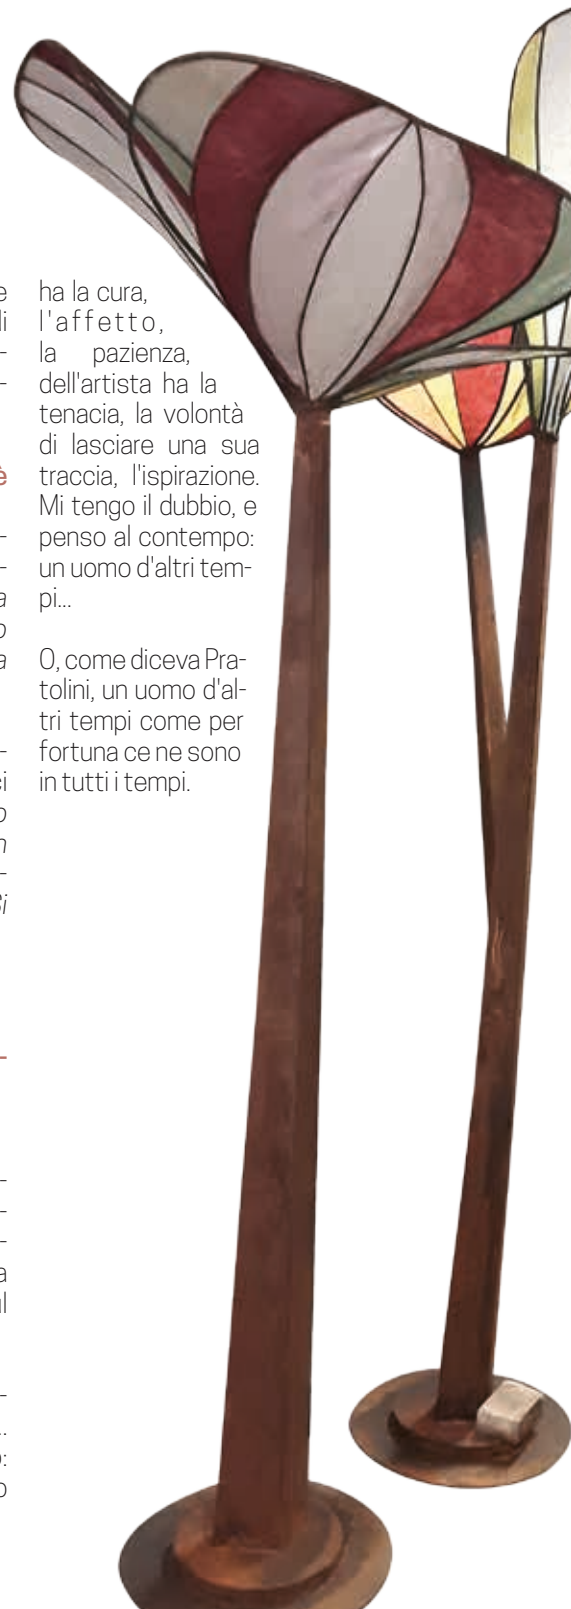 ha la cura,
l'affetto,
la pazienza,
dell'artista ha la
tenacia, la volontà
di lasciare una sua
traccia, l'ispirazione.
Mi tengo il dubbio, e
penso al contempo:
un uomo d'altri tem-
pi...
O, come diceva Pra-
tolini, un uomo d'al-
tri tempi come per
fortuna ce ne sono
in tutti i tempi.